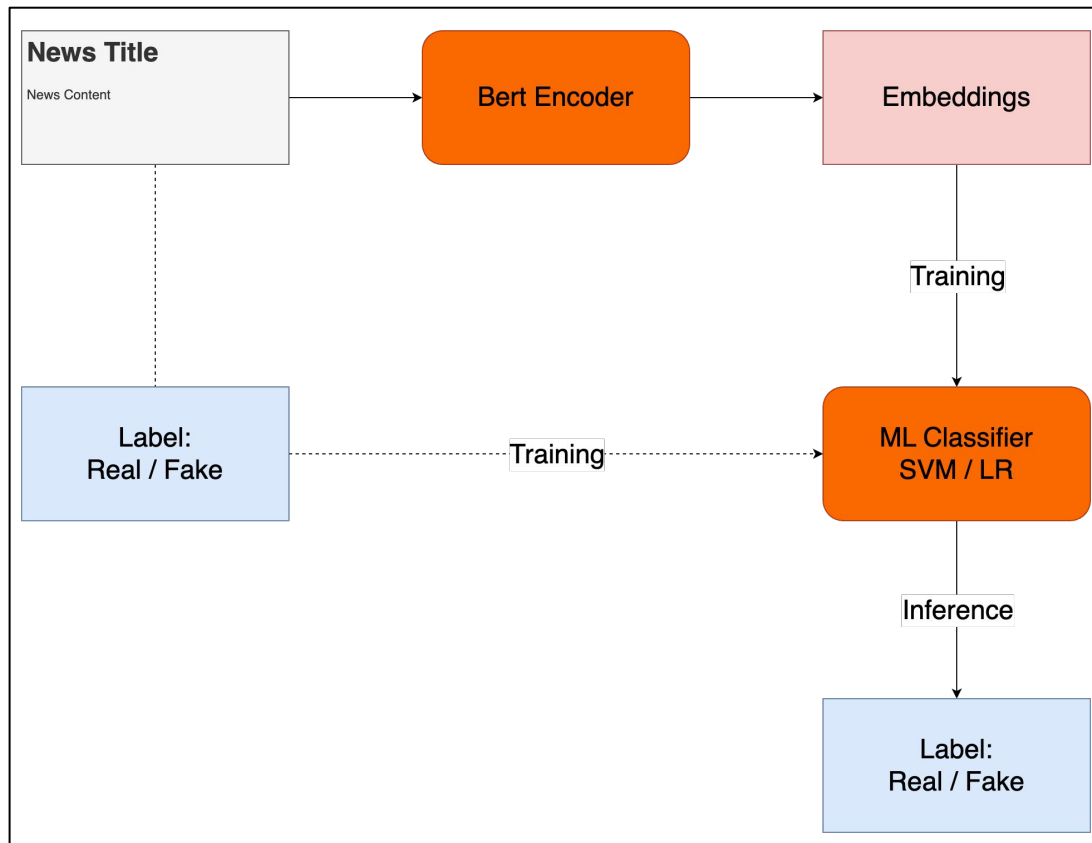 News Title
News Content
Bert Encoder
Embeddings
Training
Label:
Real / Fake
Training
ML Classifier
SVM / LR
Inference
Label:
Real / Fake